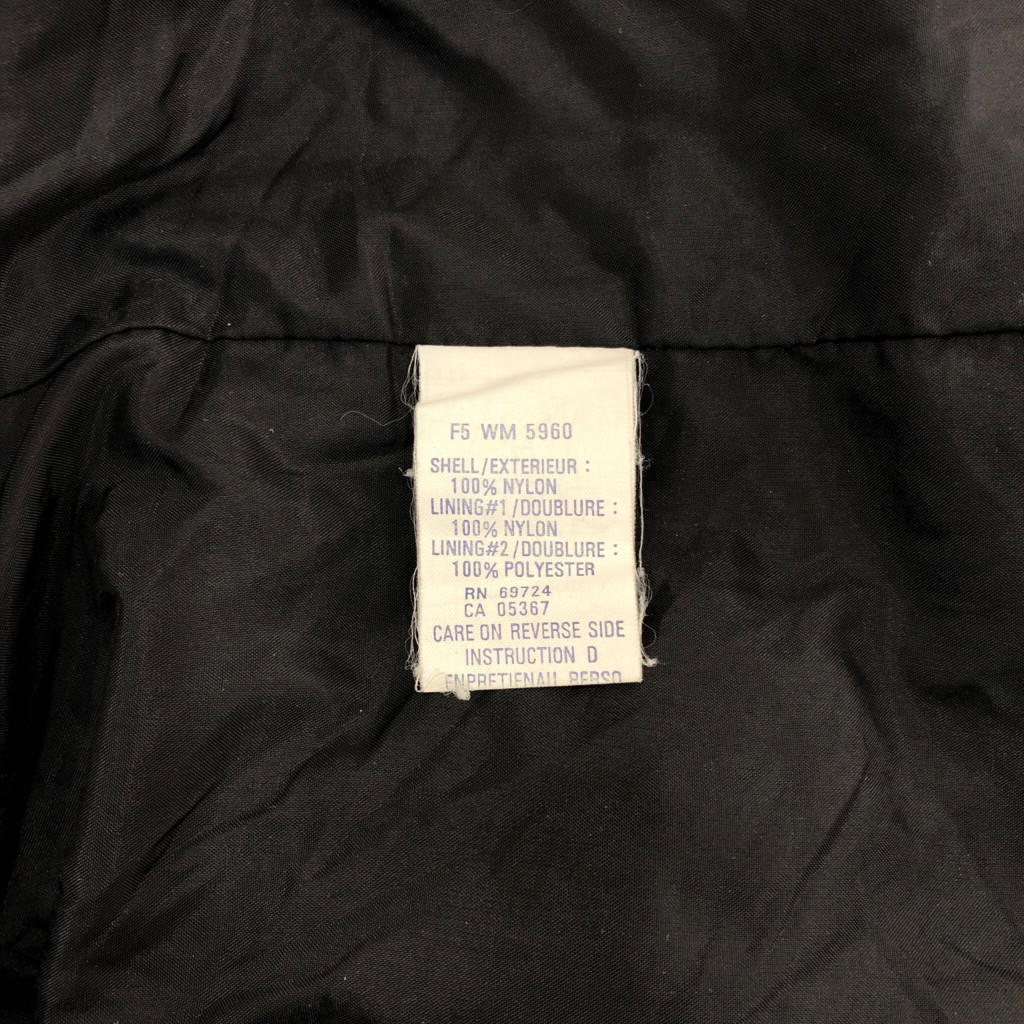 F5 WM 5960
SHELL/EXTERIEUR :
100% NYLON
LINING#1/DOUBLURE :
100% NYLON
LINING#2/DOUBLURE :
100% POLYESTER
RN 69724
CA 05367
CARE ON REVERSE SIDE
INSTRUCTION D